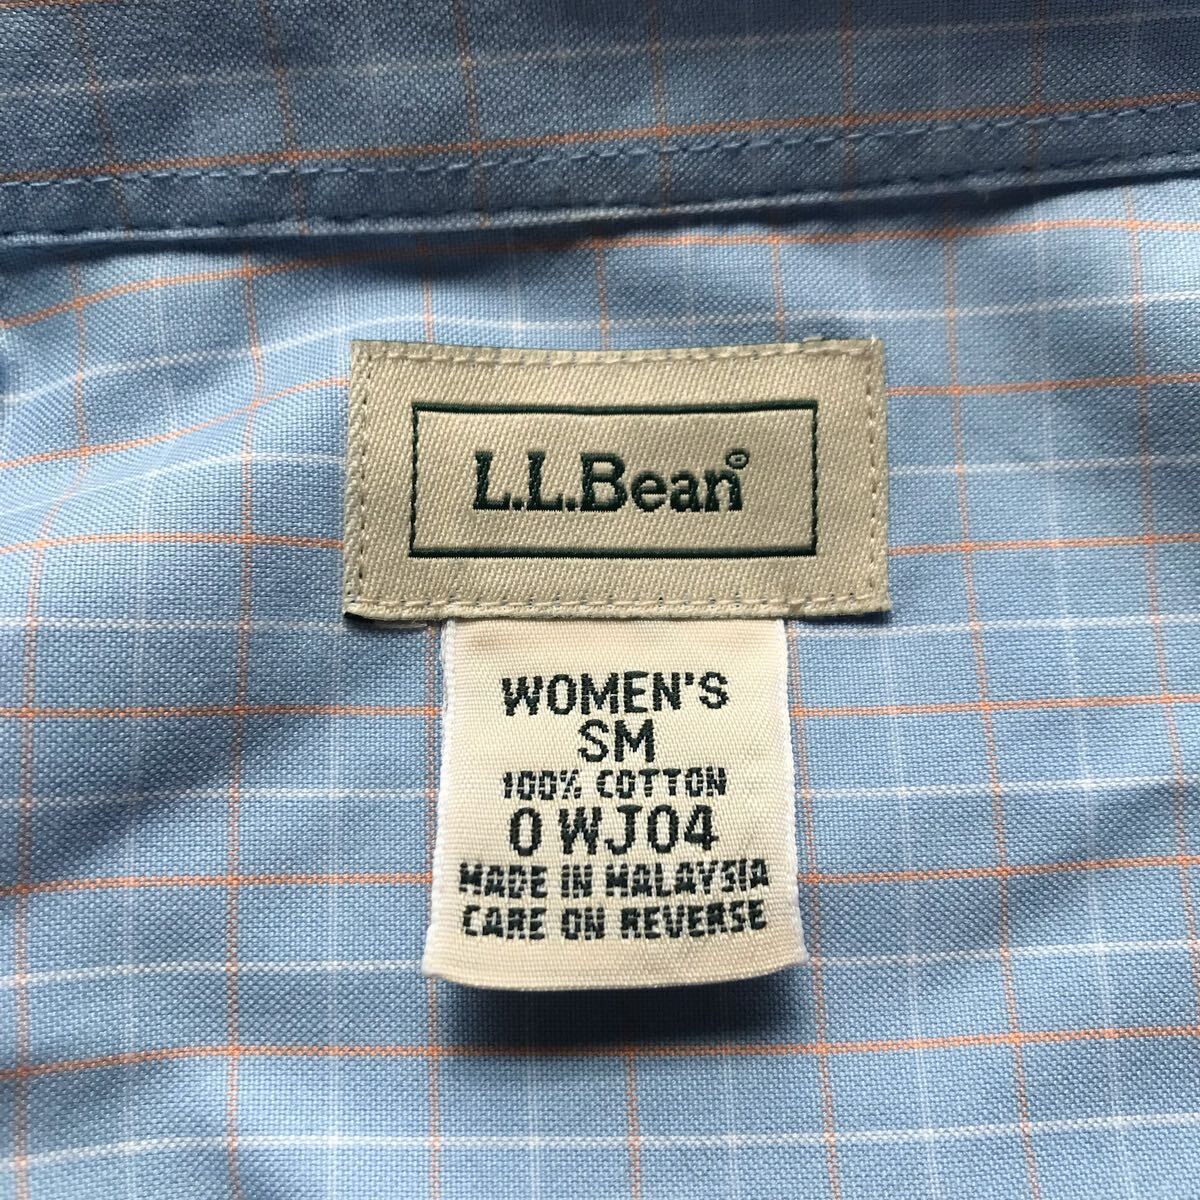 L.L.Bean®
WOMEN'S
SM
100% COTTON
0 WJ04
MADE IN MALAYSIA
CARE ON REVERSE